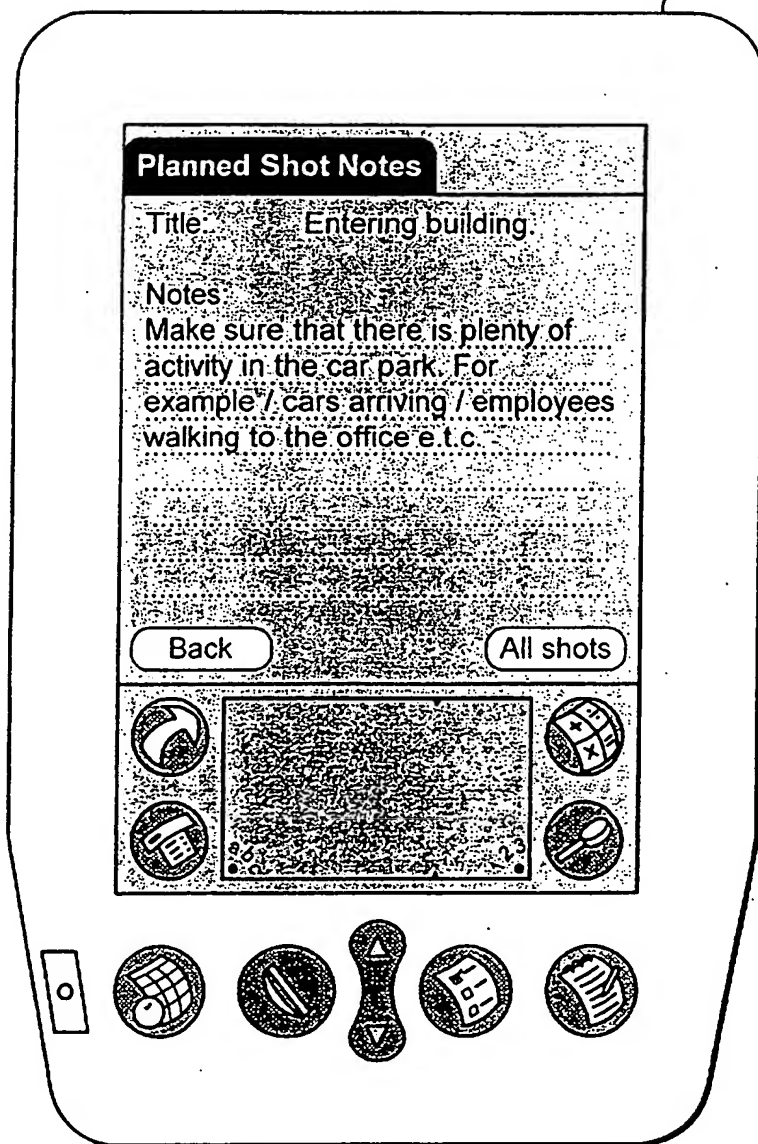 Planned Shot Notes
Title: Entering building.
Notes
Make sure that there is plenty of
activity in the car park. For
example / cars arriving / employees
walking to the office e.t.c.
Back
All shots